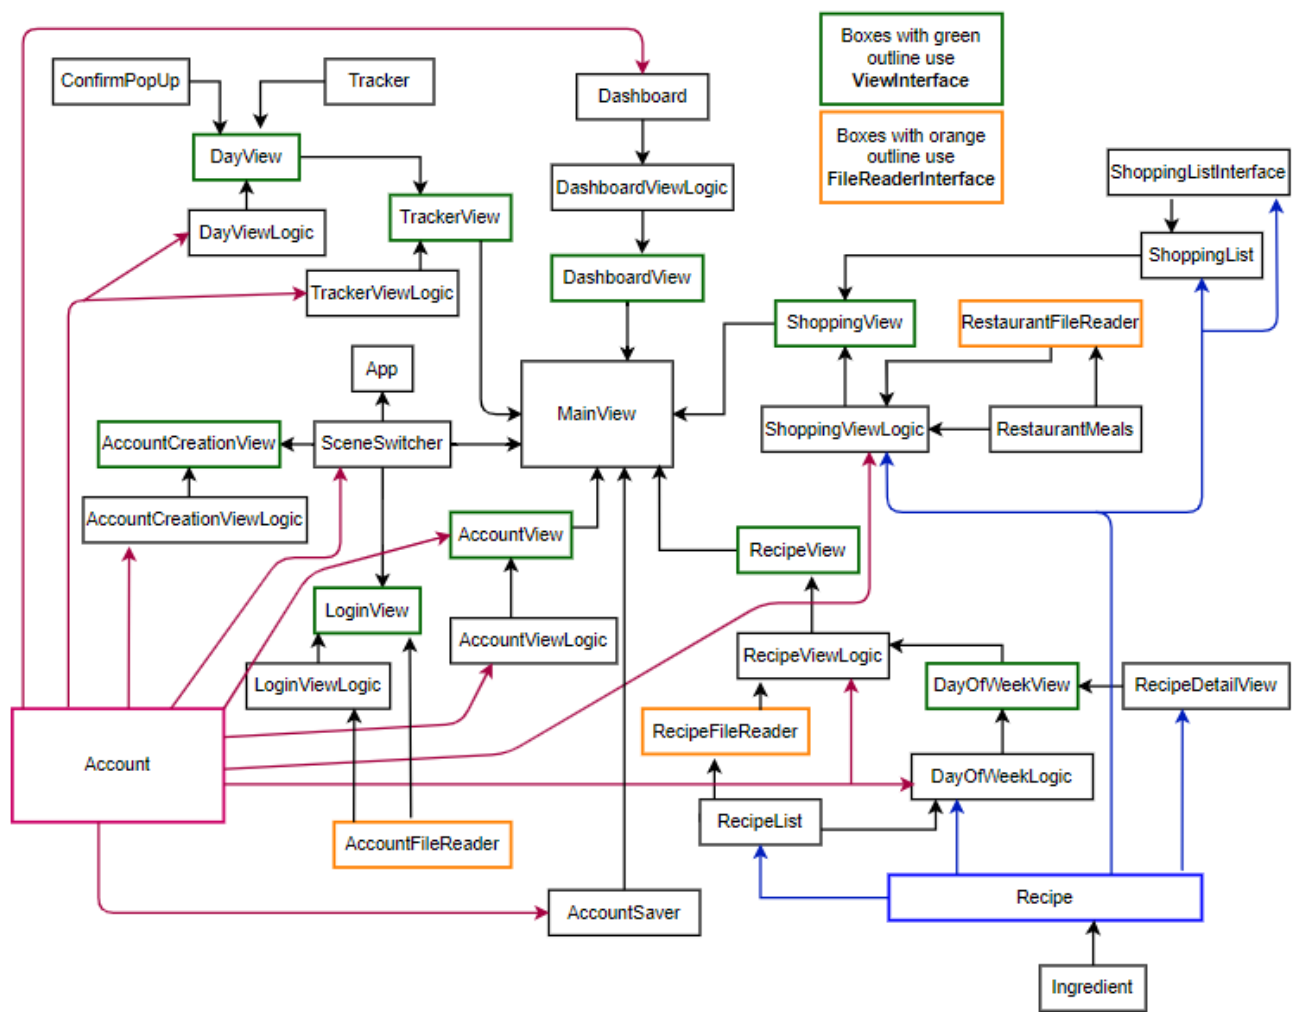 Boxes with green
outline use
ViewInterface
ConfirmPopUp
Tracker
Dashboard
Boxes with orange
outline use
FileReaderInterface
DayView
ShoppingListInterface
DashboardViewLogic
TrackerView
DayViewLogic
ShoppingList
DashboardView
TrackerViewLogic
ShoppingView
RestaurantFileReader
App
MainView
AccountCreationView
SceneSwitcher
ShoppingViewLogic
RestaurantMeals
AccountCreationViewLogic
AccountView
RecipeView
LoginView
AccountViewLogic
RecipeViewLogic
LoginViewLogic
DayOfWeekView
RecipeDetailView
RecipeFileReader
Account
DayOfWeekLogic
RecipeList
AccountFileReader
Recipe
AccountSaver
Ingredient